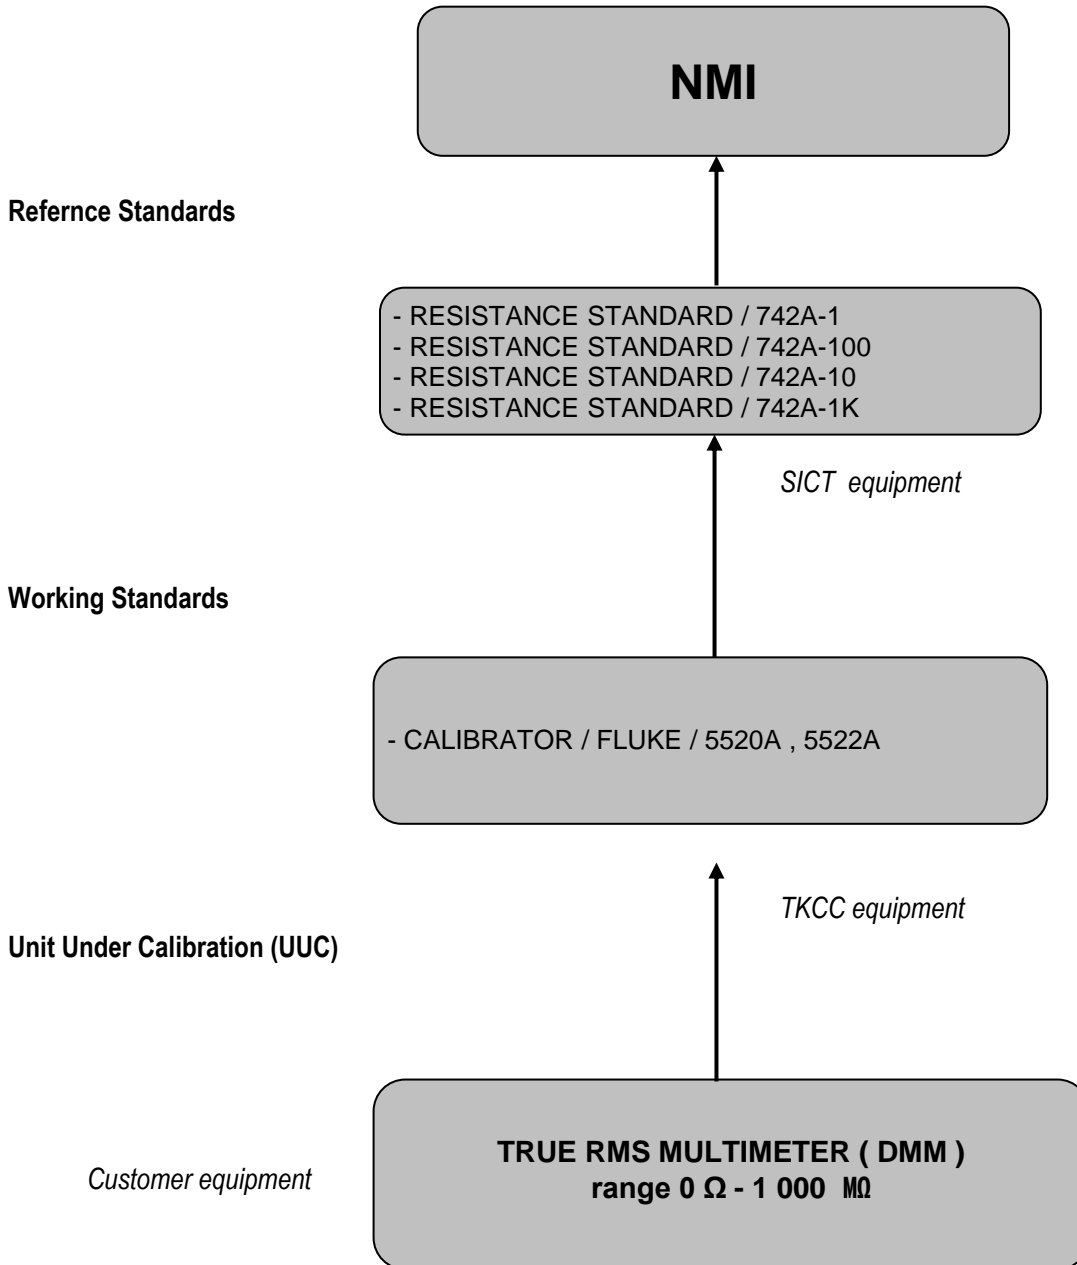 NMI
Refernce Standards
- RESISTANCE STANDARD / 742A-1
- RESISTANCE STANDARD / 742A-100
- RESISTANCE STANDARD / 742A-10
- RESISTANCE STANDARD / 742A-1K
SICT equipment
Working Standards
- CALIBRATOR / FLUKE / 5520A , 5522A
TKCC equipment
Unit Under Calibration (UUC)
TRUE RMS MULTIMETER ( DMM )
range 0 Ω - 1 000 MΩ
Customer equipment